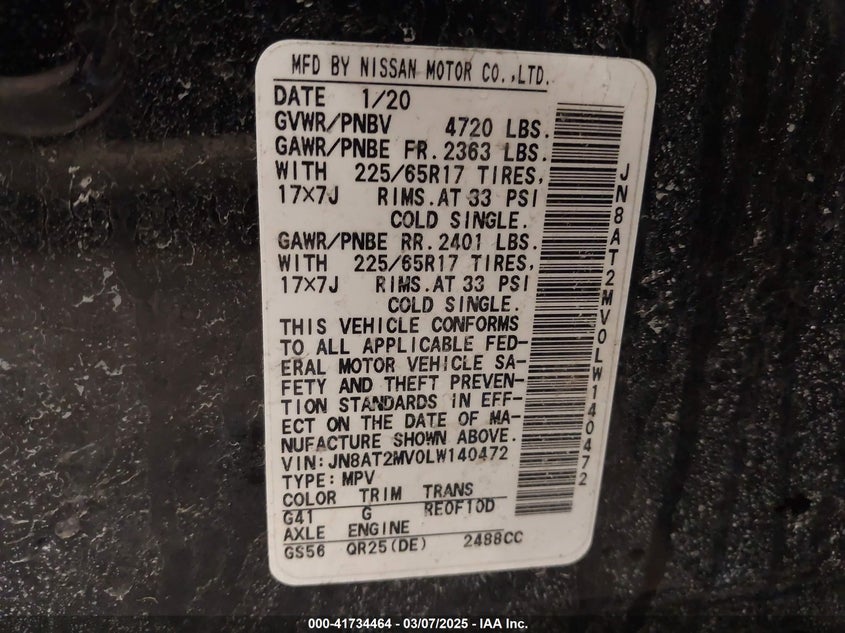 MFD BY NISSAN MOTOR CO.,LTD.
DATE 1/20
GVWR/PNBV 4720 LBS.
GAWR/PNBE FR. 2363 LBS.
WITH 225/65R17 TIRES,
17×7J RIMS. AT 33 PSI
COLD SINGLE.
GAWR/PNBE RR. 2401 LBS.
WITH 225/65R17 TIRES,
17×7J RIMS. AT 33 PSI
COLD SINGLE.
THIS VEHICLE CONFORMS
TO ALL APPLICABLE FED-
ERAL MOTOR VEHICLE SA-
FETY AND THEFT PREVEN-
TION STANDARDS IN EFF-
ECT ON THE DATE OF MA-
NUFACTURE SHOWN ABOVE.
VIN: JN8AT2MV0LW140472
TYPE: MPV
COLOR TRIM TRANS
G41 G RE0F10D
AXLE ENGINE
GS56 QR25(DE) 2488CC
JN8AT2MV0LW140472
000-41734464 - 03/07/2025 - IAA Inc.